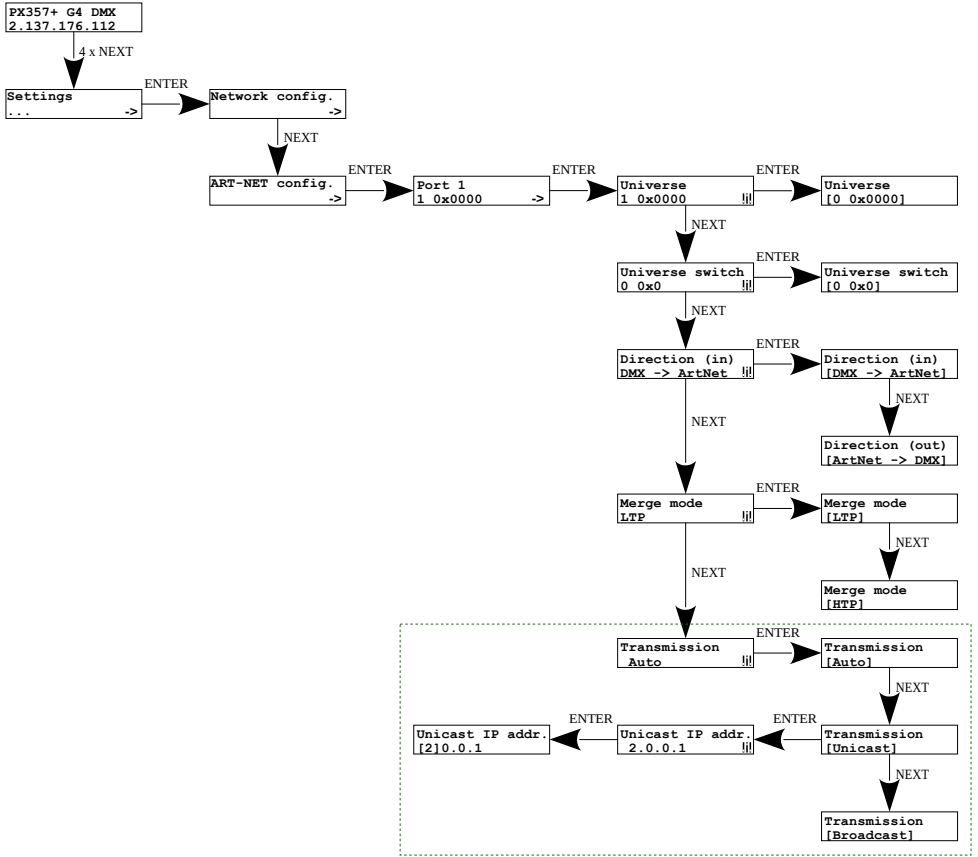 PX357+ G4 DMX
2.137.176.112
4 x NEXT
Settings
... ->
ENTER
Network config.
->
NEXT
ART-NET config.
->
ENTER
Port 1
1 0x0000 ->
ENTER
Universe
1 0x0000 !i!
ENTER
Universe
[0 0x0000]
NEXT
Universe switch
0 0x0 !i!
ENTER
Universe switch
[0 0x0]
NEXT
Direction (in)
DMX -> ArtNet !i!
ENTER
Direction (in)
[DMX -> ArtNet]
NEXT
Direction (out)
[ArtNet -> DMX]
NEXT
Merge mode
LTP !i!
ENTER
Merge mode
[LTP]
NEXT
Merge mode
[HTP]
NEXT
Transmission
Auto !i!
ENTER
Transmission
[Auto]
NEXT
Transmission
[Unicast]
ENTER
Unicast IP addr.
2.0.0.1 !i!
ENTER
Unicast IP addr.
[2]0.0.1
NEXT
Transmission
[Broadcast]